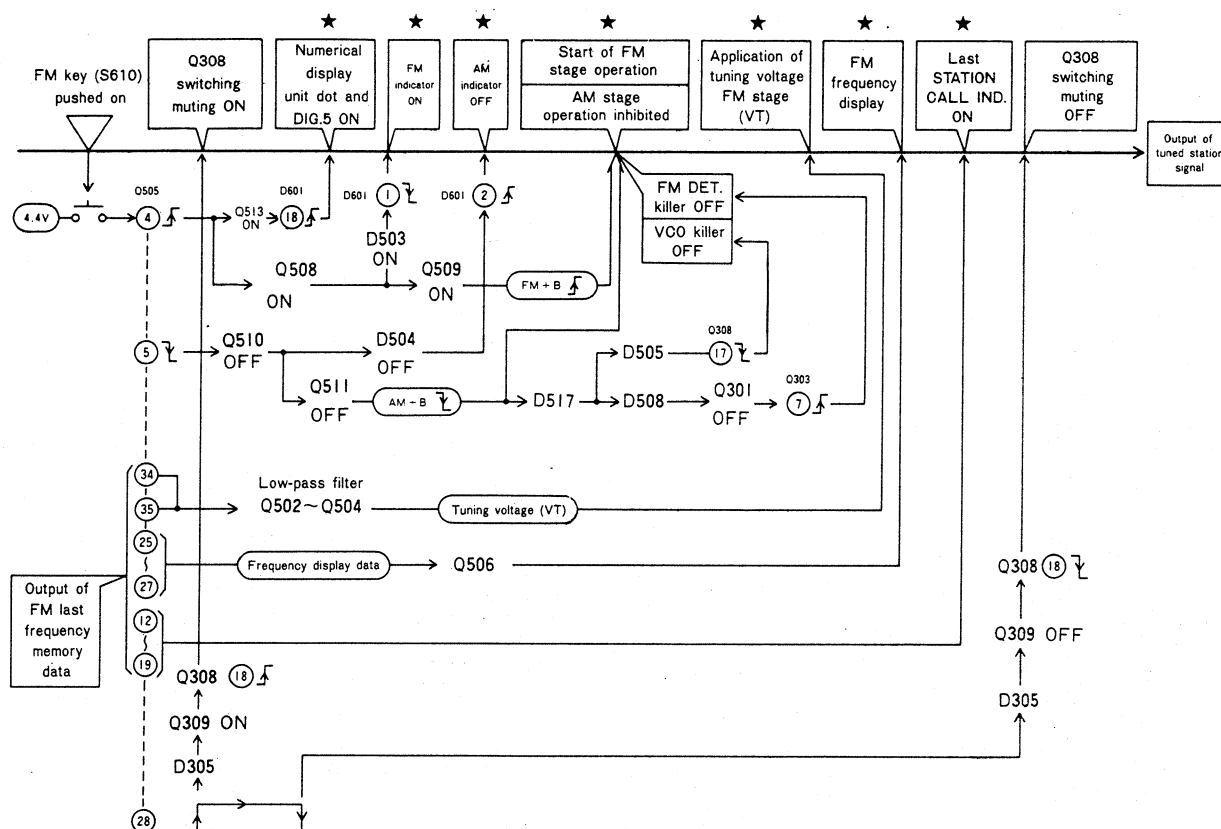 ★ ★ ★ ★ ★ ★ ★
FM key (S610)
pushed on
Q308
switching
muting ON
Numerical
display
unit dot and
DIG.5 ON
FM
indicator
ON
AM
indicator
OFF
Start of FM
stage operation
AM stage
operation inhibited
Application of
tuning voltage
FM stage
(VT)
FM
frequency
display
Last
STATION
CALL IND.
ON
Q308
switching
muting
OFF
Output of
tuned station
signal
4.4V
Q505
4
Q513
ON
D601
18
D601
1
D601
2
D503
ON
Q508
ON
Q509
ON
FM+B
FM DET.
killer OFF
VCO killer
OFF
5
Q510
OFF
D504
OFF
Q511
OFF
AM+B
D517
D505
Q308
17
D508
Q301
OFF
Q303
7
34
35
Low-pass filter
Q502~Q504
Tuning voltage (VT)
25
~
27
Frequency display data
Q506
Output of
FM last
frequency
memory
data
12
~
19
Q308 18
Q309 ON
D305
28
Q308 18
Q309 OFF
D305